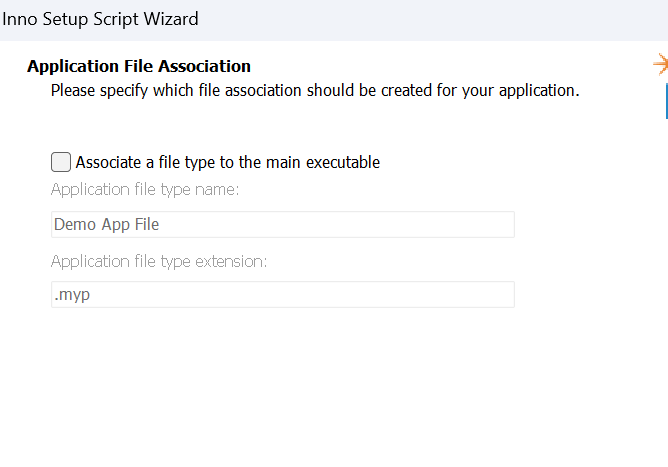 Inno Setup Script Wizard
Application File Association
Please specify which file association should be created for your application.
Associate a file type to the main executable
Application file type name:
Demo App File
Application file type extension:
.myp